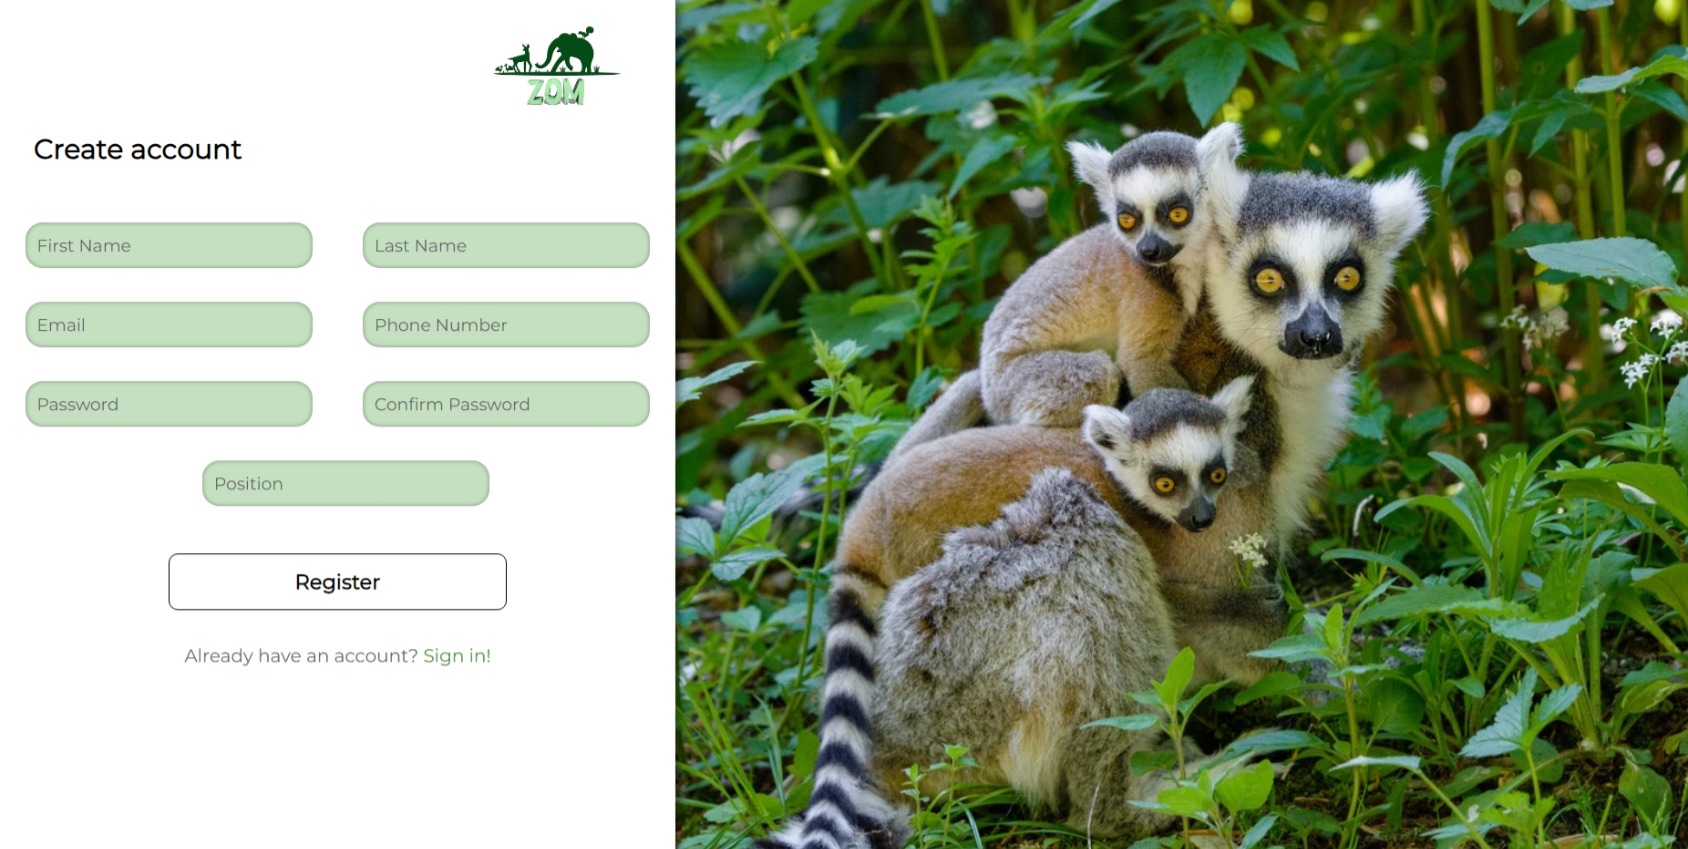 ZOM
Create account
First Name
Last Name
Email
Phone Number
Password
Confirm Password
Position
Register
Already have an account? Sign in!